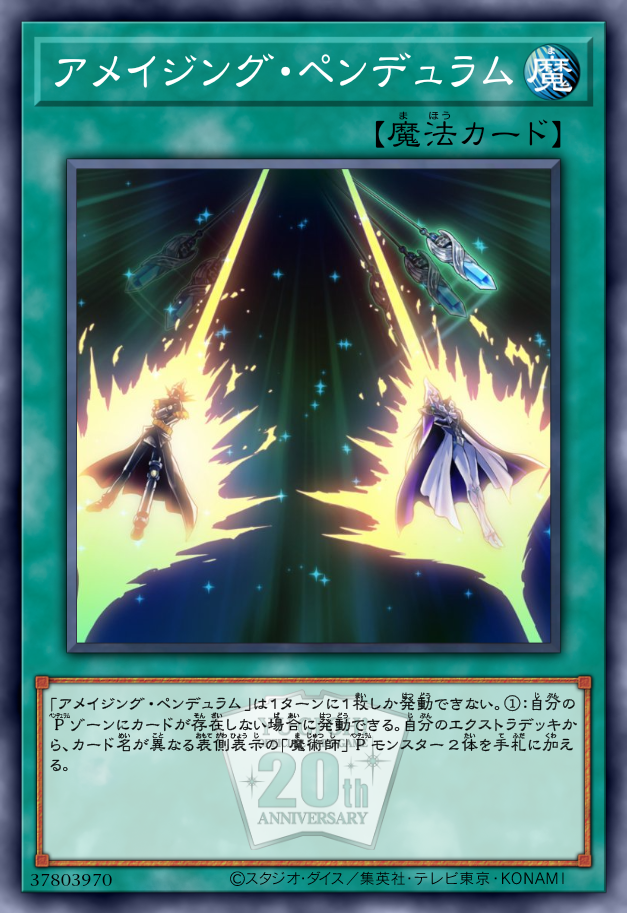 アメイジング・ペンデュラム 魔
【魔法カード】
「アメイジング・ペンデュラム」は1ターンに1枚しか発動できない。①:自分の
Pゾーンにカードが存在しない場合に発動できる。自分のエクストラデッキか
ら、カード名が異なる表側表示の「魔術師」Pモンスター2体を手札に加え
る。
20th
ANNIVERSARY
37803970 ©スタジオ・ダイス/集英社・テレビ東京・KONAMI